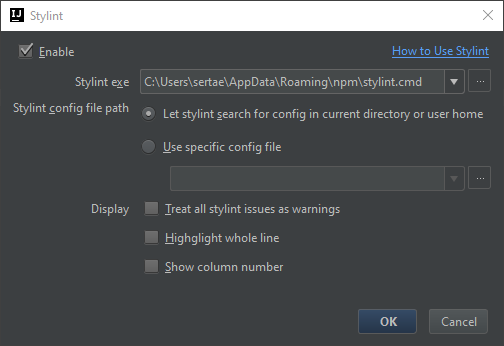 IJ Stylint
Enable How to Use Stylint
Stylint exe C:\Users\sertae\AppData\Roaming\npm\stylint.cmd ...
Stylint config file path Let stylint search for config in current directory or user home
Use specific config file
...
Display Treat all stylint issues as warnings
Highglight whole line
Show column number
OK Cancel